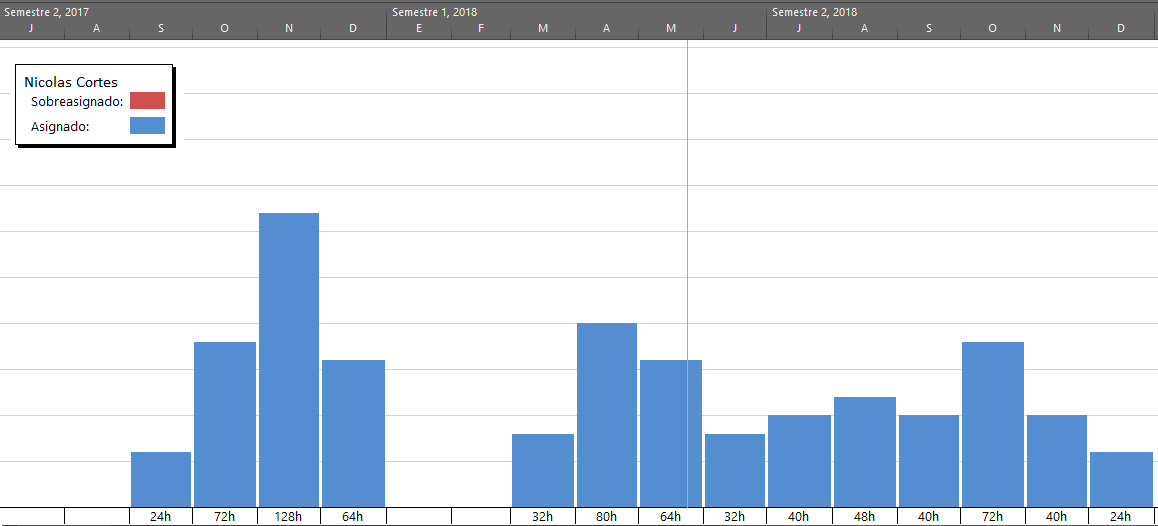 Semestre 2, 2017 Semestre 1, 2018 Semestre 2, 2018
J A S O N D E F M A M J J A S O N D
Nicolas Cortes
Sobreasignado:
Asignado:
24h 72h 128h 64h 32h 80h 64h 32h 40h 48h 40h 72h 40h 24h